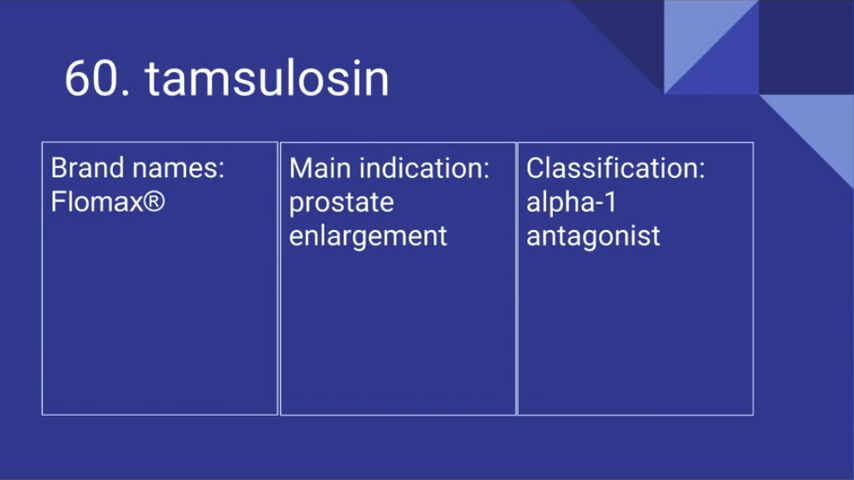 60. tamsulosin
Brand names:
Flomax®
Main indication:
prostate
enlargement
Classification:
alpha-1
antagonist